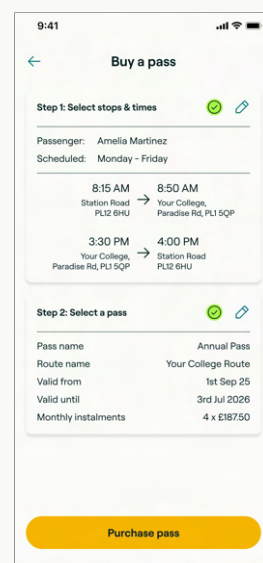 9:41
Buy a pass
Step 1: Select stops & times
Passenger: Amelia Martinez
Scheduled: Monday - Friday
8:15 AM → 8:50 AM
Station Road Your College,
PL12 6HU Paradise Rd, PL1 5QP
3:30 PM → 4:00 PM
Your College, Station Road
Paradise Rd, PL1 5QP PL12 6HU
Step 2: Select a pass
Pass name Annual Pass
Route name Your College Route
Valid from 1st Sep 25
Valid until 3rd Jul 2026
Monthly instalments 4 x £187.50
Purchase pass